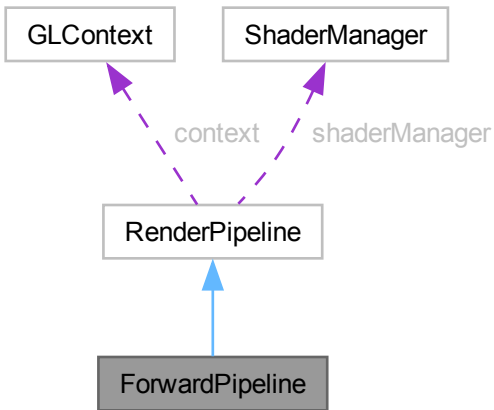 GLContext
ShaderManager
context
shaderManager
RenderPipeline
ForwardPipeline